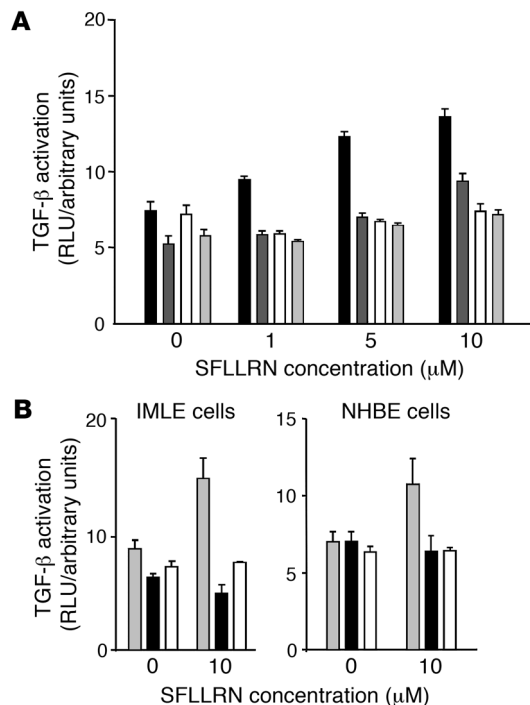 A
TGF-β activation
(RLU/arbitrary units)
20
15
10
5
0
0 1 5 10
SFLLRN concentration (μM)
B
IMLE cells NHBE cells
TGF-β activation
(RLU/arbitrary units)
20
10
0
15
10
5
0
0 10 0 10
SFLLRN concentration (μM)